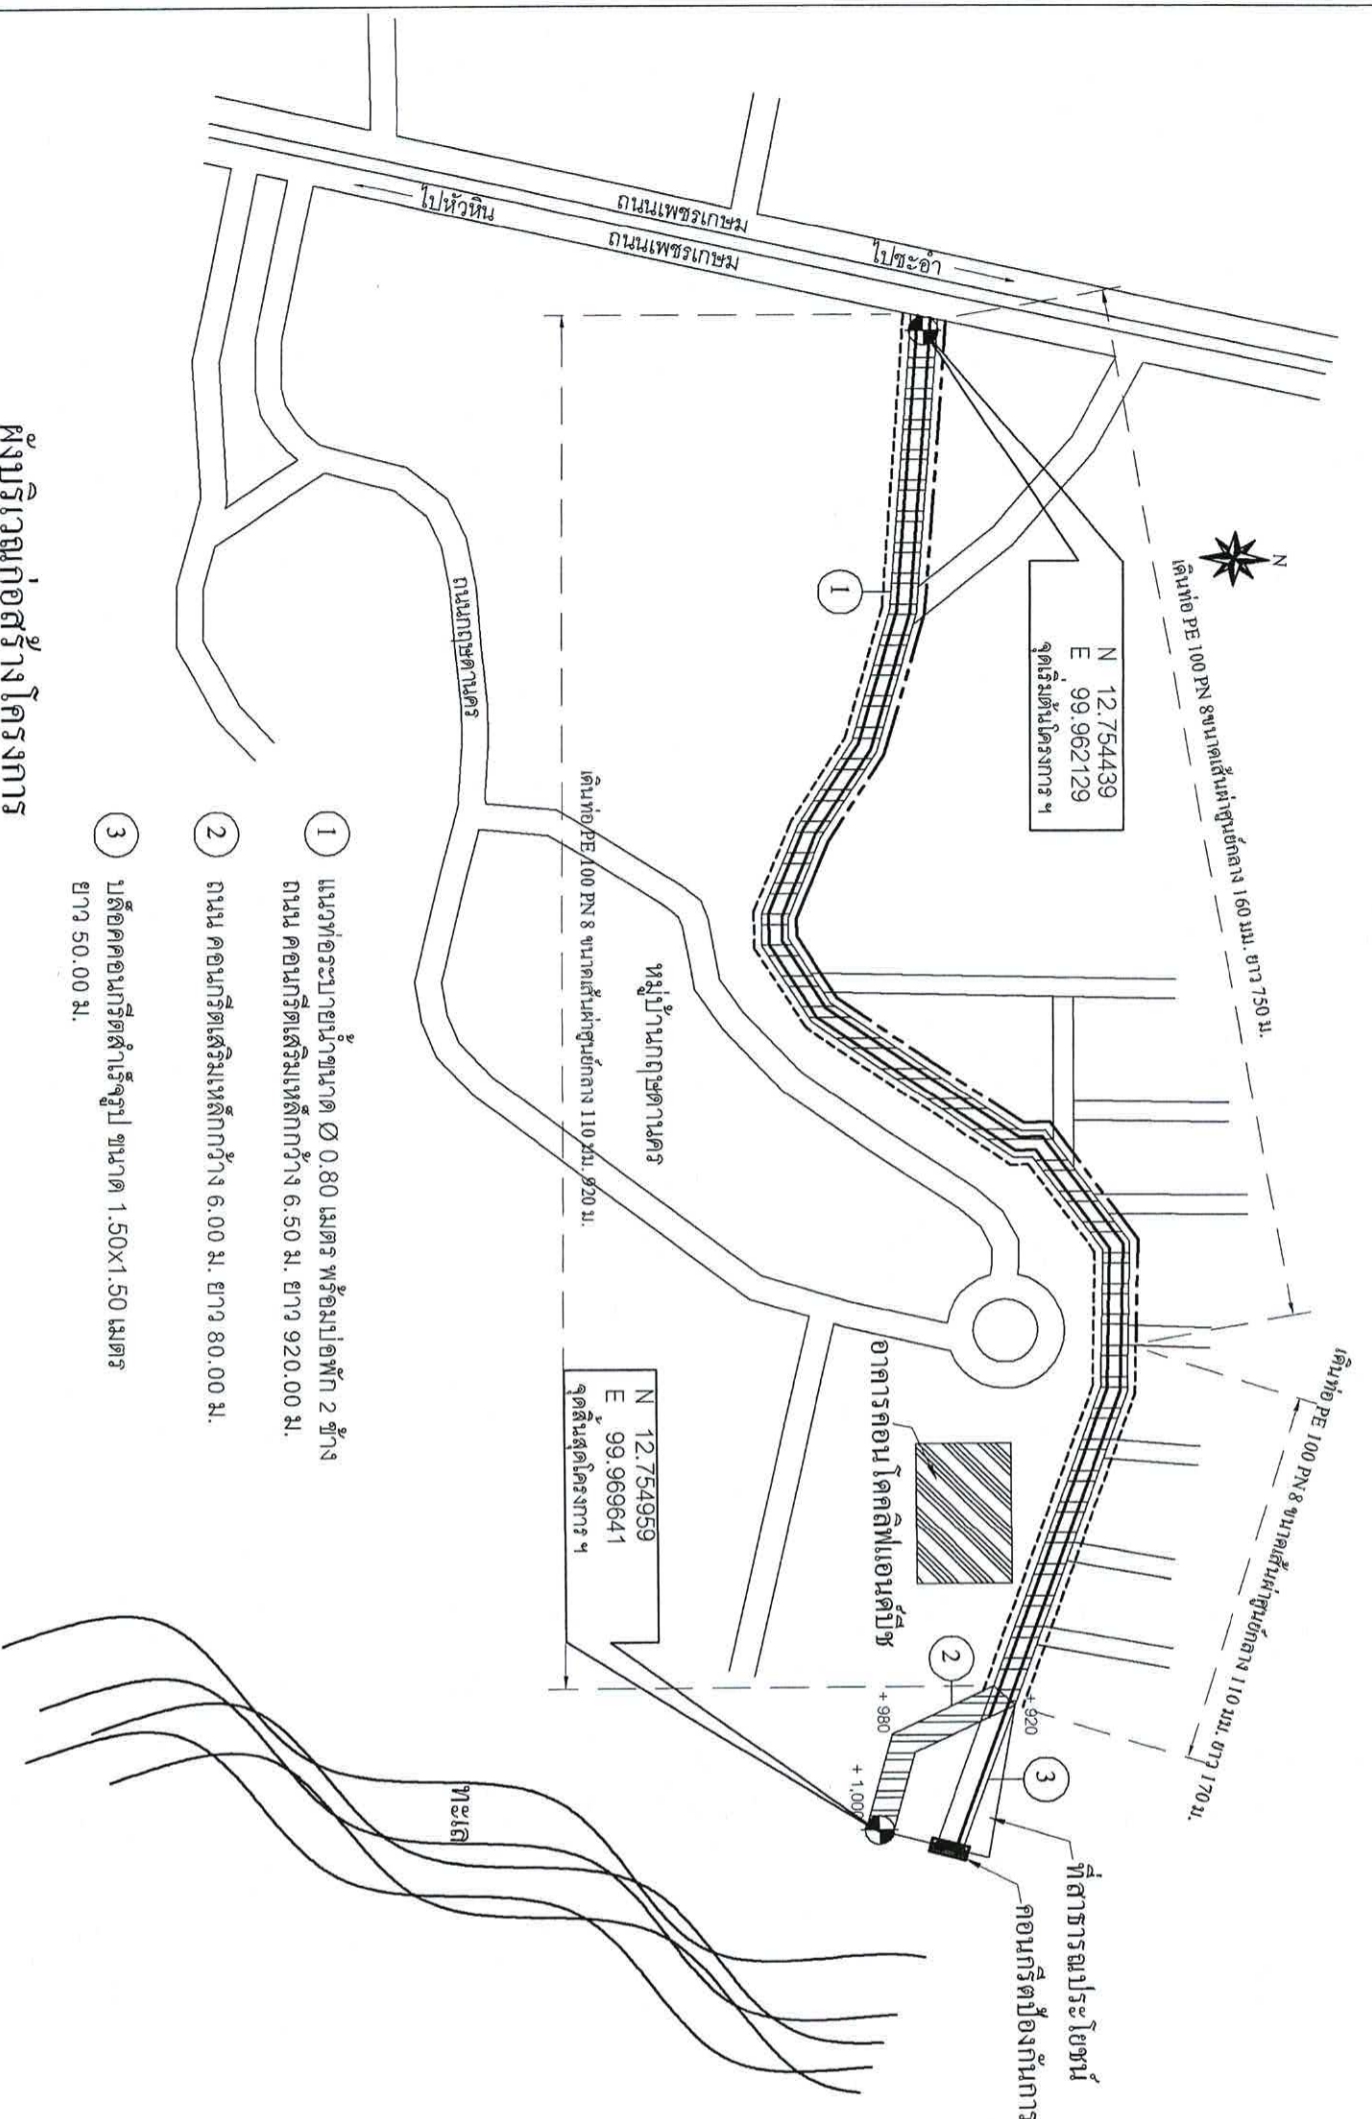 ไปหัวหิน
ถนนเพชรเกษม
ถนนเพชรเกษม
ไปชะอำ
N
เดินท่อ PE 100 PN 8ขนาดเส้นผ่าศูนย์กลาง 160 มม. ยาว 750 ม.
N 12.754439
E 99.962129
จุดเริ่มต้นโครงการ ฯ
1
ถนนกฤษดานคร
เดินท่อ PE 100 PN 8 ขนาดเส้นผ่าศูนย์กลาง 110 มม. 920 ม.
หมู่บ้านกฤษดานคร
เดินท่อ PE 100 PN 8 ขนาดเส้นผ่าศูนย์กลาง 110 มม. ยาว 170 ม.
อาคารคอนโดคลิฟแอนด์บีช
N 12.754959
E 99.969641
จุดสิ้นสุดโครงการ ฯ
2
+ 920
+ 980
3
+ 1,000
ที่สาธารณประโยชน์
คอนกรีตป้องกันการ
ทะเล
1 แนวท่อระบายน้ำขนาด Ø 0.80 เมตร พร้อมบ่อพัก 2 ข้าง
ถนน คอนกรีตเสริมเหล็กกว้าง 6.50 ม. ยาว 920.00 ม.
2 ถนน คอนกรีตเสริมเหล็กกว้าง 6.00 ม. ยาว 80.00 ม.
3 บล็อคคอนกรีตสำเร็จรูป ขนาด 1.50x1.50 เมตร
ยาว 50.00 ม.
ผังบริเวณก่อสร้างโครงการ